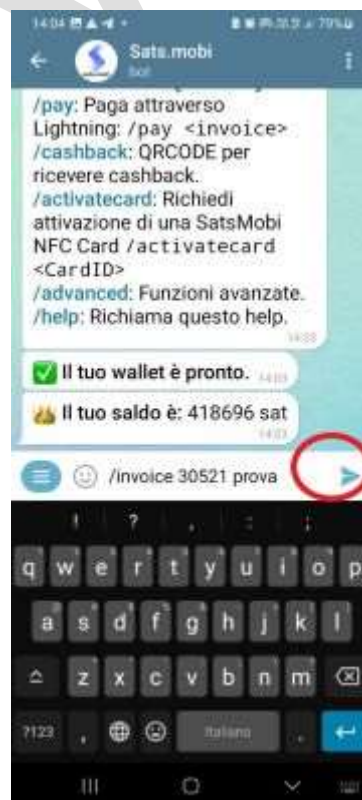 14:04
79%
Sats.mobi
bot
/pay: Paga attraverso
Lightning: /pay <invoice>
/cashback: QRCODE per
ricevere cashback.
/activatecard: Richiedi
attivazione di una SatsMobi
NFC Card /activatecard
<CardID>
/advanced: Funzioni avanzate.
/help: Richiama questo help.
Il tuo wallet è pronto.
Il tuo saldo è: 418696 sat
/invoice 30521 prova
! ? , : ;
q w e r t y u i o p
a s d f g h j k l
z x c v b n m
?123 , Italiano .